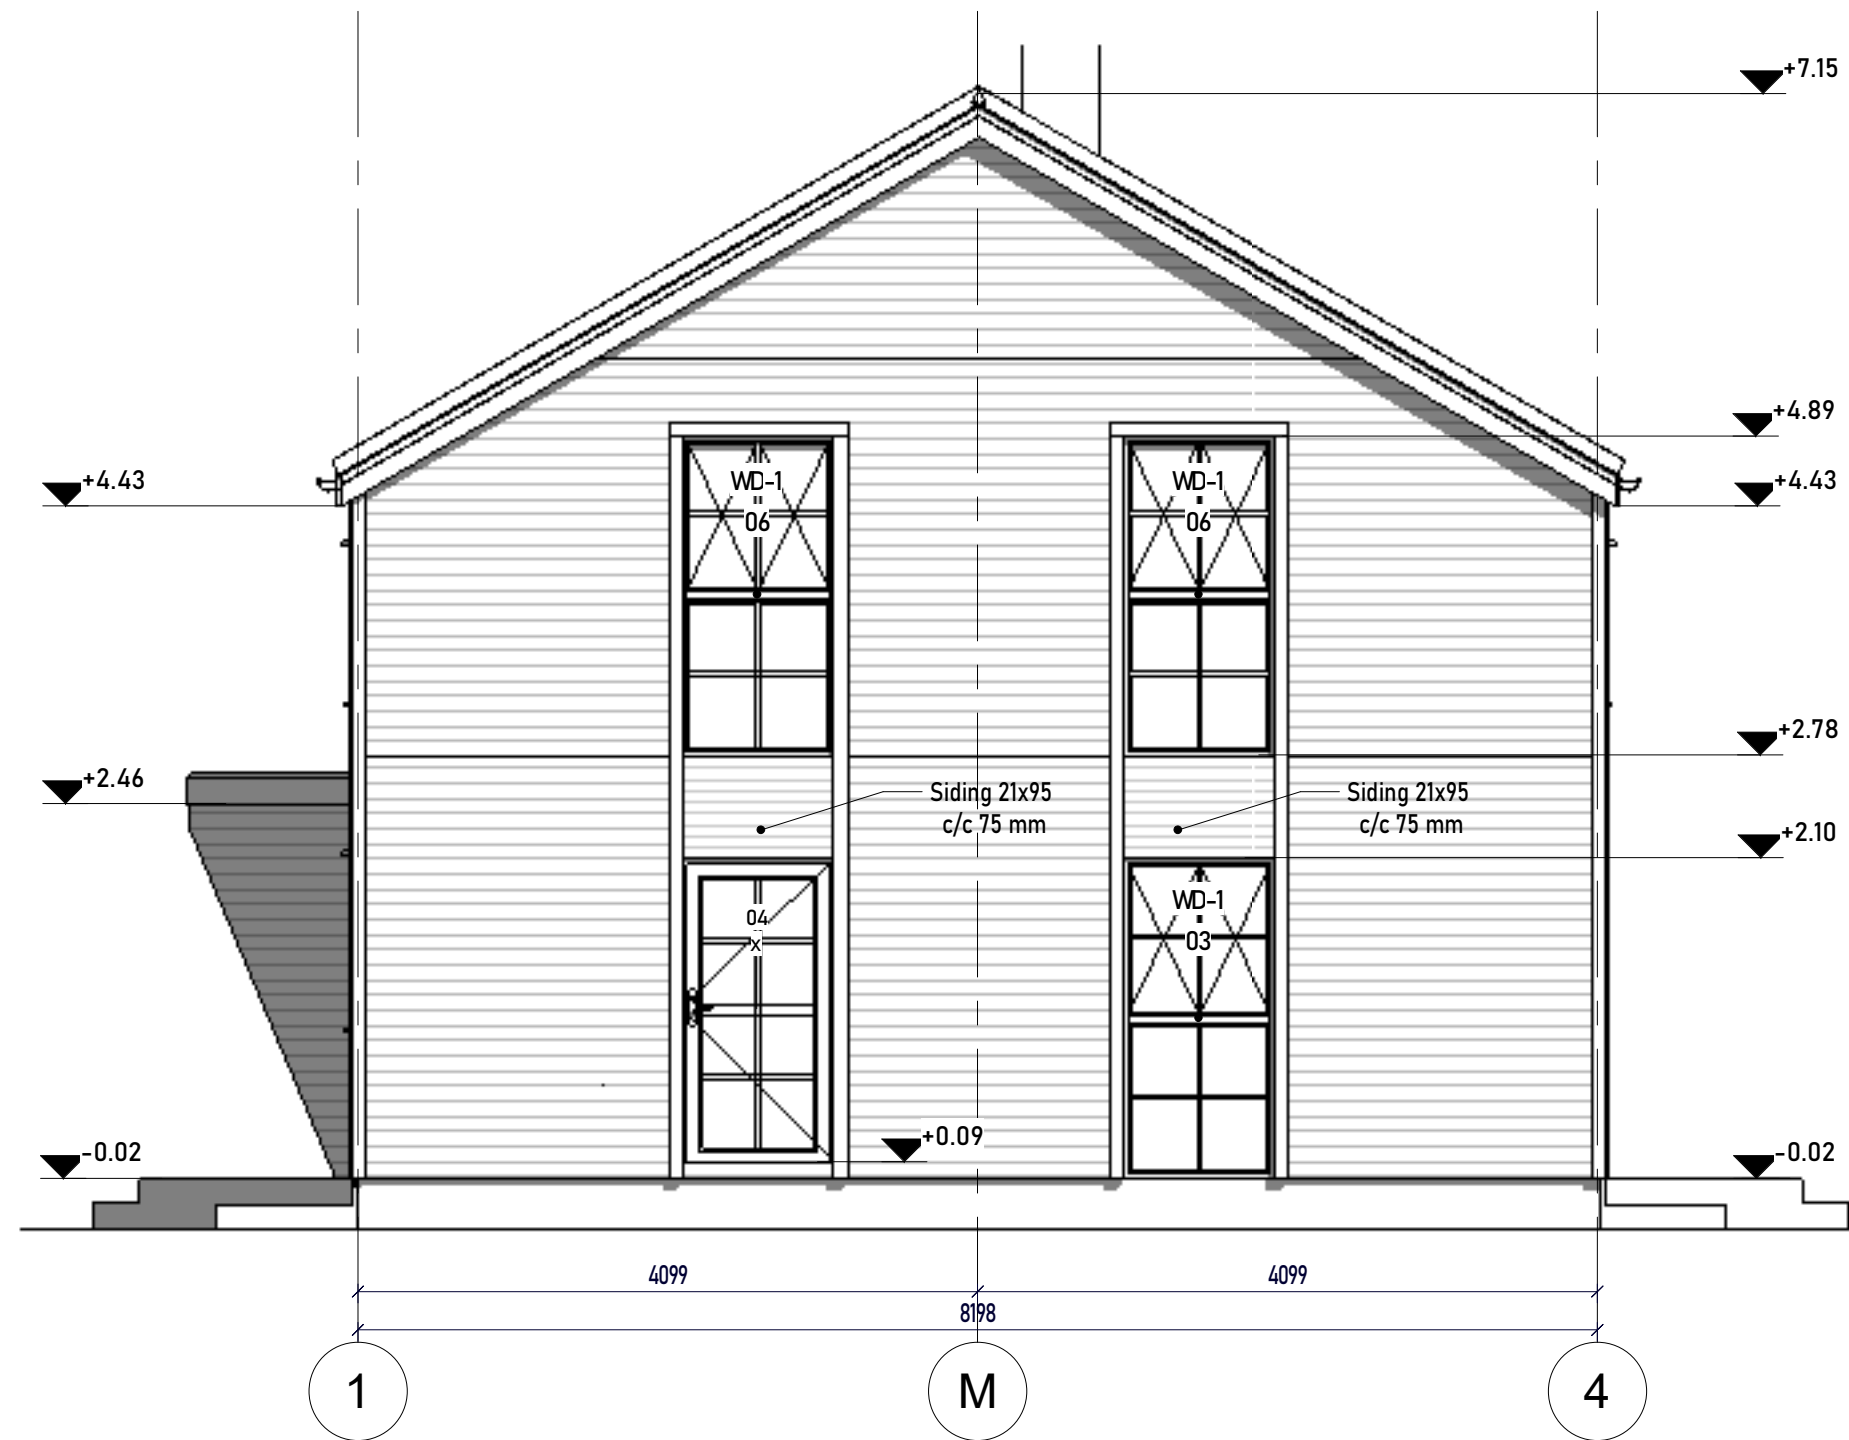 +7.15
+4.89
+4.43
+4.43
WD-1
06
WD-1
06
+2.78
+2.46
Siding 21x95
c/c 75 mm
Siding 21x95
c/c 75 mm
+2.10
WD-1
03
04
x
+0.09
-0.02
-0.02
4099
4099
8198
1
M
4